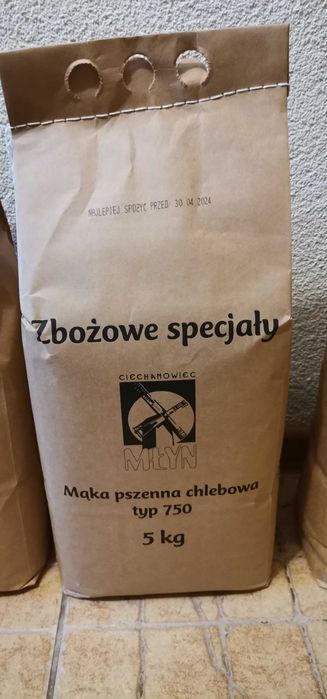 NAJLEPIEJ SPOŻYĆ PRZED: 30.04.2024
Zbożowe specjały
CIECHANOWIEC
MŁYN
Mąka pszenna chlebowa
typ 750
5 kg